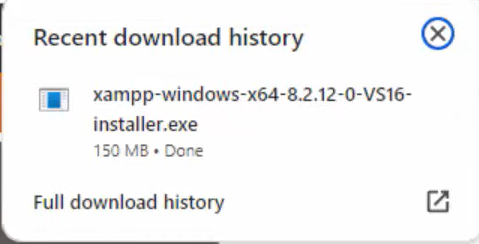 Recent download history
xampp-windows-x64-8.2.12-0-VS16-
installer.exe
150 MB • Done
Full download history